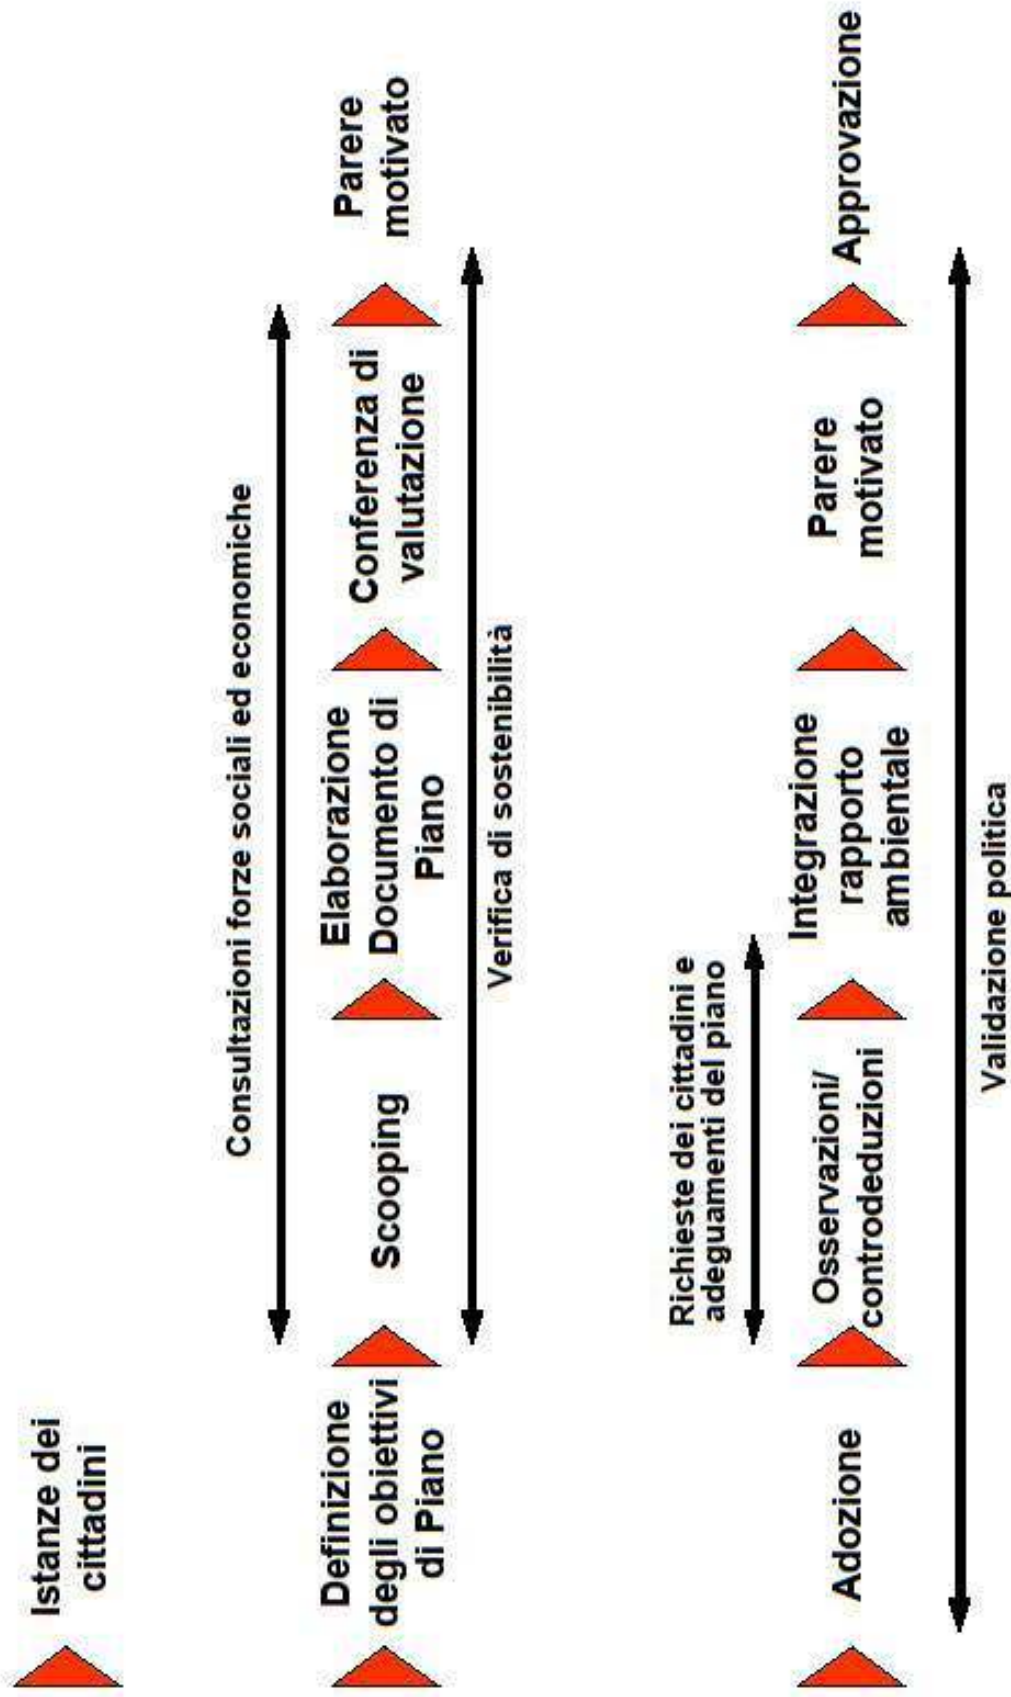 Istanze dei
cittadini
Consultazioni forze sociali ed economiche
Definizione
degli obiettivi
di Piano
Scooping
Elaborazione
Documento di
Piano
Conferenza di
valutazione
Parere
motivato
Verifica di sostenibilità
Richieste dei cittadini e
adeguamenti del piano
Adozione
Osservazioni/
controdeduzioni
Integrazione
rapporto
ambientale
Parere
motivato
Approvazione
Validazione politica